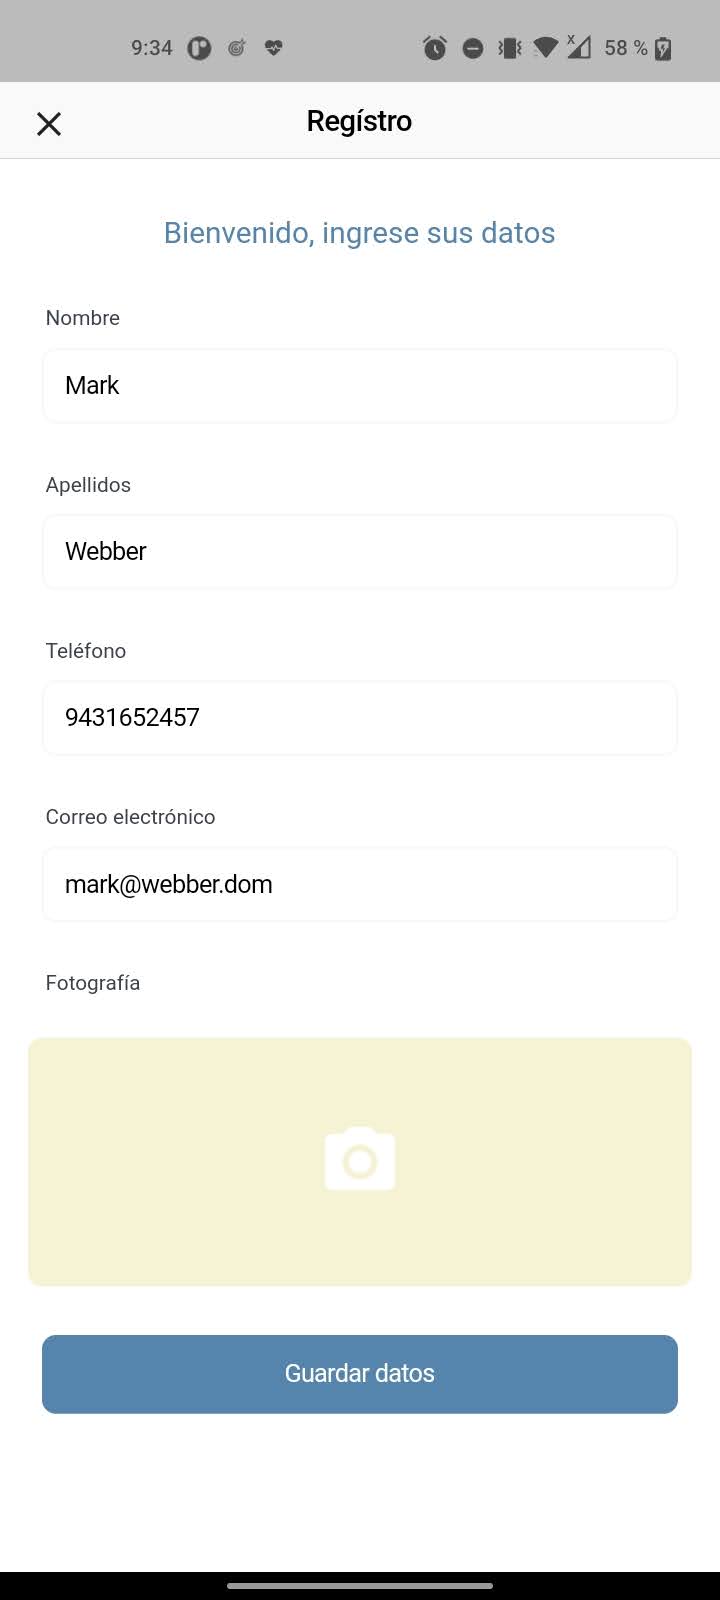 9:34 58 %
Regístro
Bienvenido, ingrese sus datos
Nombre
Mark
Apellidos
Webber
Teléfono
9431652457
Correo electrónico
mark@webber.dom
Fotografía
Guardar datos